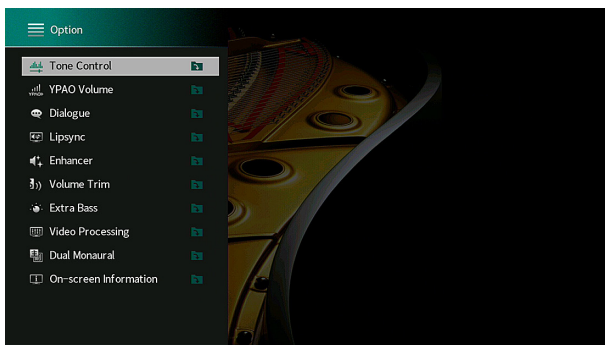 Option
Tone Control
YPAO YPAO Volume
Dialogue
Lipsync
Enhancer
Volume Trim
Extra Bass
Video Processing
Dual Monaural
On-screen Information